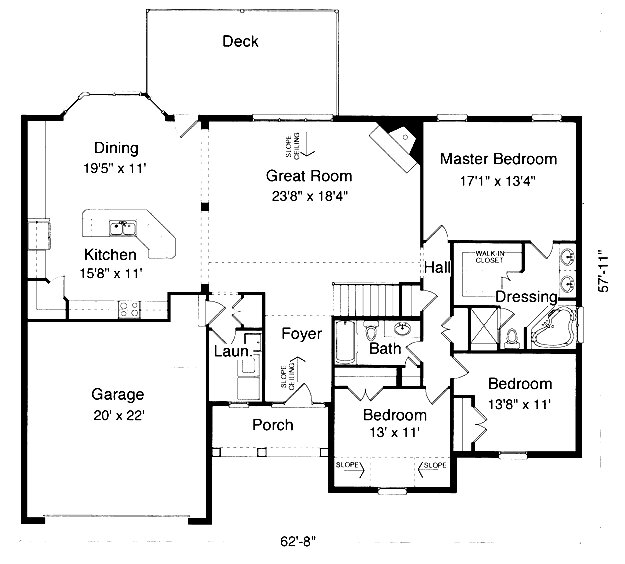 Deck
Dining
19'5" x 11'
SLOPE
CEILING
Great Room
23'8" x 18'4"
Master Bedroom
17'1" x 13'4"
Kitchen
15'8" x 11'
Hall
WALK-IN
CLOSET
Dressing
57'-11"
Laun.
Foyer
SLOPE
CEILING
Bath
Garage
20' x 22'
Porch
Bedroom
13' x 11'
Bedroom
13'8" x 11'
SLOPE
SLOPE
62'-8"